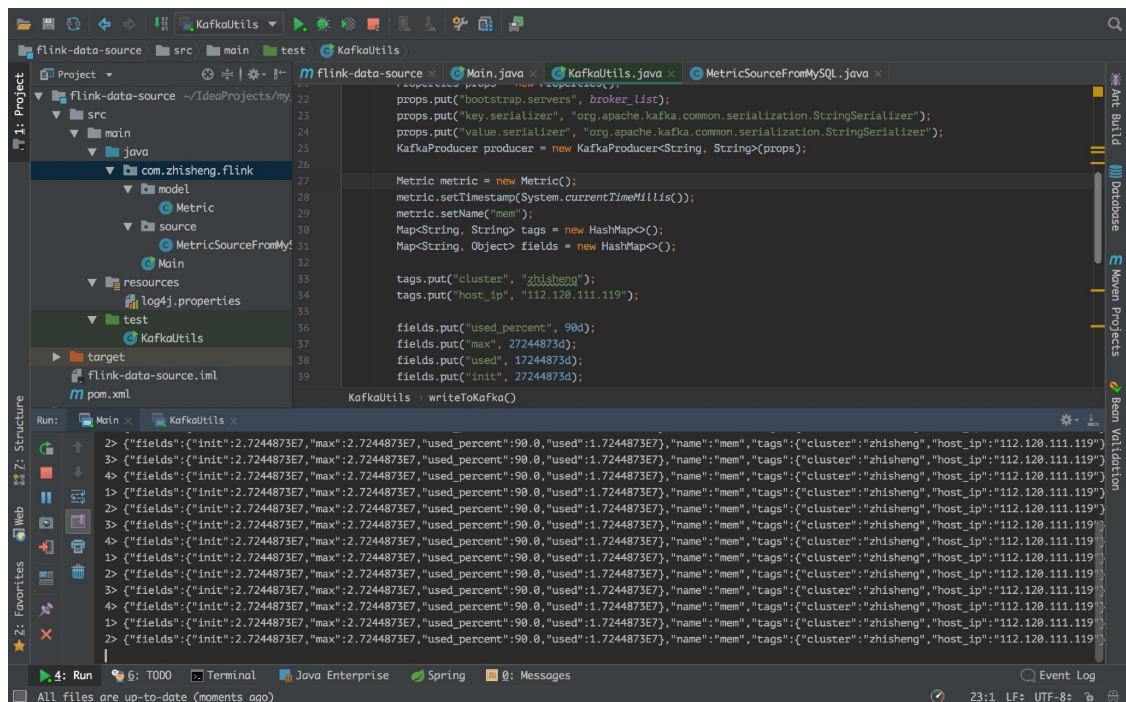 KafkaUtils
flink-data-source src main test KafkaUtils
Project
flink-data-source × Main.java × KafkaUtils.java × MetricSourceFromMySQL.java ×
1: Project
Z: Structure
Web
2: Favorites
flink-data-source ~/IdeaProjects/my
src
main
java
com.zhisheng.flink
model
Metric
source
MetricSourceFromMyS
Main
resources
log4j.properties
test
KafkaUtils
target
flink-data-source.iml
pom.xml
22 props.put("bootstrap.servers", broker_list);
23 props.put("key.serializer", "org.apache.kafka.common.serialization.StringSerializer");
24 props.put("value.serializer", "org.apache.kafka.common.serialization.StringSerializer");
25 KafkaProducer producer = new KafkaProducer<String, String>(props);
26
27 Metric metric = new Metric();
28 metric.setTimestamp(System.currentTimeMillis());
29 metric.setName("mem");
30 Map<String, String> tags = new HashMap<>();
31 Map<String, Object> fields = new HashMap<>();
32
33 tags.put("cluster", "zhisheng");
34 tags.put("host_ip", "112.120.111.119");
35
36 fields.put("used_percent", 90d);
37 fields.put("max", 27244873d);
38 fields.put("used", 17244873d);
39 fields.put("init", 27244873d);
KafkaUtils › writeToKafka()
Ant Build
Database
Maven Projects
Bean Validation
Run: Main × KafkaUtils ×
2> {"fields":{"init":2.7244873E7,"max":2.7244873E7,"used_percent":90.0,"used":1.7244873E7},"name":"mem","tags":{"cluster":"zhisheng","host_ip":"112.120.111.119"}
3> {"fields":{"init":2.7244873E7,"max":2.7244873E7,"used_percent":90.0,"used":1.7244873E7},"name":"mem","tags":{"cluster":"zhisheng","host_ip":"112.120.111.119"}
4> {"fields":{"init":2.7244873E7,"max":2.7244873E7,"used_percent":90.0,"used":1.7244873E7},"name":"mem","tags":{"cluster":"zhisheng","host_ip":"112.120.111.119"}
1> {"fields":{"init":2.7244873E7,"max":2.7244873E7,"used_percent":90.0,"used":1.7244873E7},"name":"mem","tags":{"cluster":"zhisheng","host_ip":"112.120.111.119"}
2> {"fields":{"init":2.7244873E7,"max":2.7244873E7,"used_percent":90.0,"used":1.7244873E7},"name":"mem","tags":{"cluster":"zhisheng","host_ip":"112.120.111.119"}
3> {"fields":{"init":2.7244873E7,"max":2.7244873E7,"used_percent":90.0,"used":1.7244873E7},"name":"mem","tags":{"cluster":"zhisheng","host_ip":"112.120.111.119"}
4> {"fields":{"init":2.7244873E7,"max":2.7244873E7,"used_percent":90.0,"used":1.7244873E7},"name":"mem","tags":{"cluster":"zhisheng","host_ip":"112.120.111.119"}
1> {"fields":{"init":2.7244873E7,"max":2.7244873E7,"used_percent":90.0,"used":1.7244873E7},"name":"mem","tags":{"cluster":"zhisheng","host_ip":"112.120.111.119"}
2> {"fields":{"init":2.7244873E7,"max":2.7244873E7,"used_percent":90.0,"used":1.7244873E7},"name":"mem","tags":{"cluster":"zhisheng","host_ip":"112.120.111.119"}
3> {"fields":{"init":2.7244873E7,"max":2.7244873E7,"used_percent":90.0,"used":1.7244873E7},"name":"mem","tags":{"cluster":"zhisheng","host_ip":"112.120.111.119"}
4> {"fields":{"init":2.7244873E7,"max":2.7244873E7,"used_percent":90.0,"used":1.7244873E7},"name":"mem","tags":{"cluster":"zhisheng","host_ip":"112.120.111.119"}
1> {"fields":{"init":2.7244873E7,"max":2.7244873E7,"used_percent":90.0,"used":1.7244873E7},"name":"mem","tags":{"cluster":"zhisheng","host_ip":"112.120.111.119"}
2> {"fields":{"init":2.7244873E7,"max":2.7244873E7,"used_percent":90.0,"used":1.7244873E7},"name":"mem","tags":{"cluster":"zhisheng","host_ip":"112.120.111.119"}
4: Run 6: TODO Terminal Java Enterprise Spring 0: Messages Event Log
All files are up-to-date (moments ago) 23:1 LF UTF-8